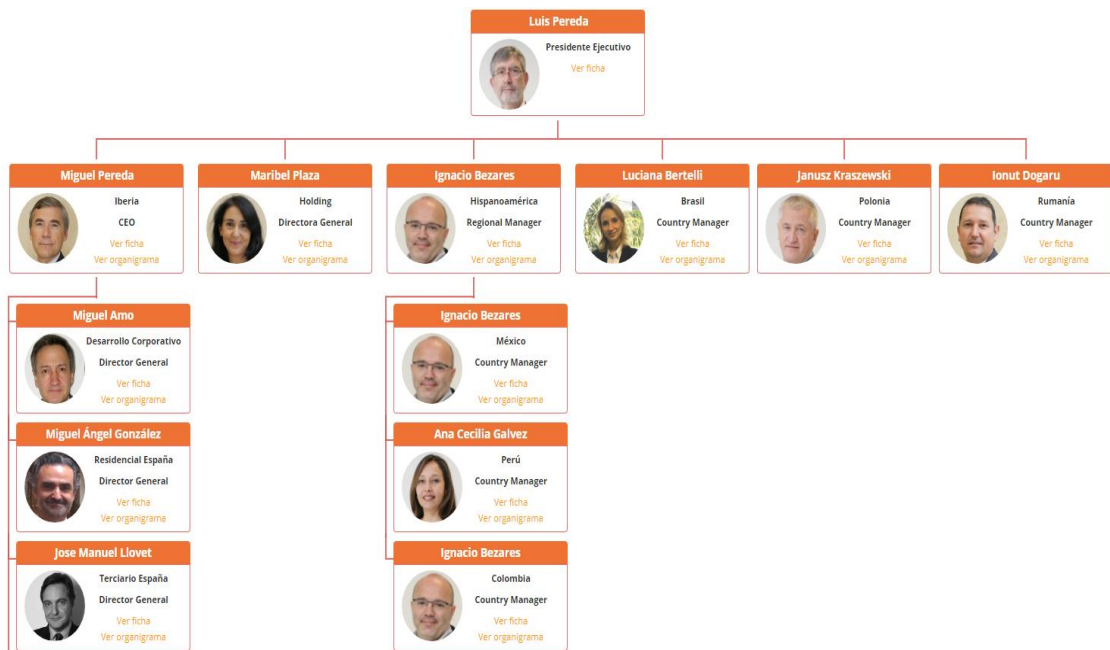 Luis Pereda
Presidente Ejecutivo
Ver ficha
Miguel Pereda
Iberia
CEO
Ver ficha
Ver organigrama
Maribel Plaza
Holding
Directora General
Ver ficha
Ver organigrama
Ignacio Bezares
Hispanoamérica
Regional Manager
Ver ficha
Ver organigrama
Luciana Bertelli
Brasil
Country Manager
Ver ficha
Ver organigrama
Janusz Kraszewski
Polonia
Country Manager
Ver ficha
Ver organigrama
Ionut Dogaru
Rumanía
Country Manager
Ver ficha
Ver organigrama
Miguel Amo
Desarrollo Corporativo
Director General
Ver ficha
Ver organigrama
Miguel Ángel González
Residencial España
Director General
Ver ficha
Ver organigrama
Jose Manuel Llovet
Terciario España
Director General
Ver ficha
Ver organigrama
Ignacio Bezares
México
Country Manager
Ver ficha
Ver organigrama
Ana Cecilia Galvez
Perú
Country Manager
Ver ficha
Ver organigrama
Ignacio Bezares
Colombia
Country Manager
Ver ficha
Ver organigrama